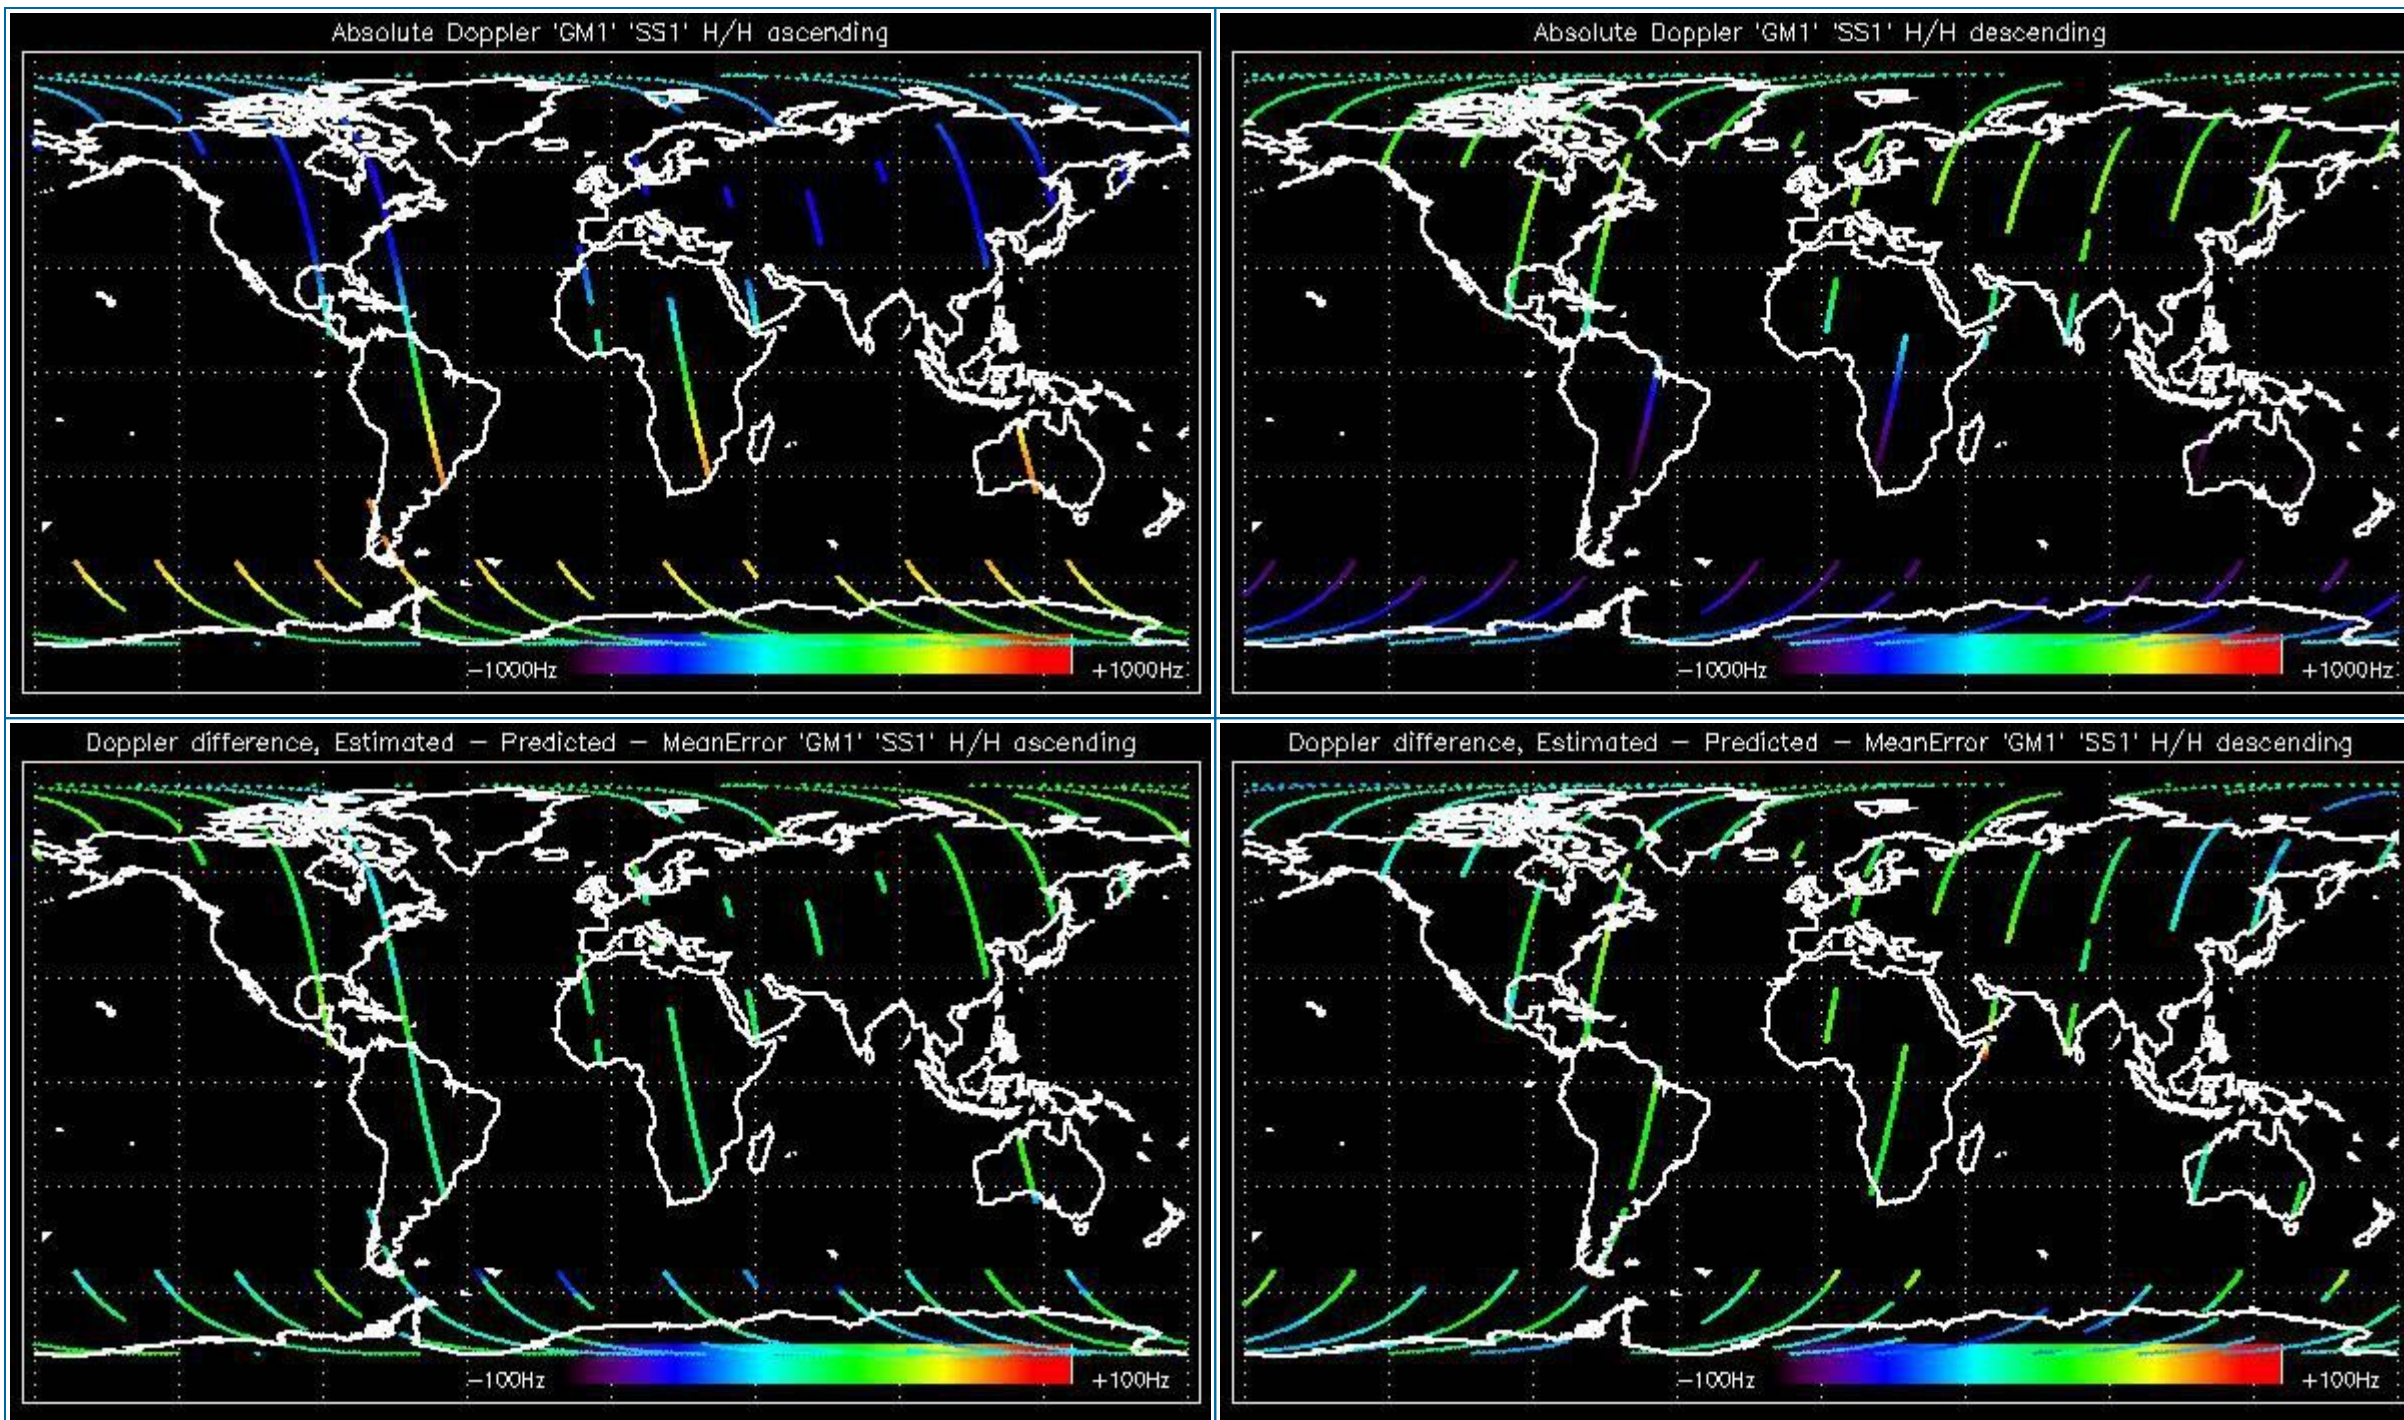 Absolute Doppler 'GM1' 'SS1' H/H ascending
−1000Hz
+1000Hz
Absolute Doppler 'GM1' 'SS1' H/H descending
−1000Hz
+1000Hz
Doppler difference, Estimated − Predicted − MeanError 'GM1' 'SS1' H/H ascending
−100Hz
+100Hz
Doppler difference, Estimated − Predicted − MeanError 'GM1' 'SS1' H/H descending
−100Hz
+100Hz